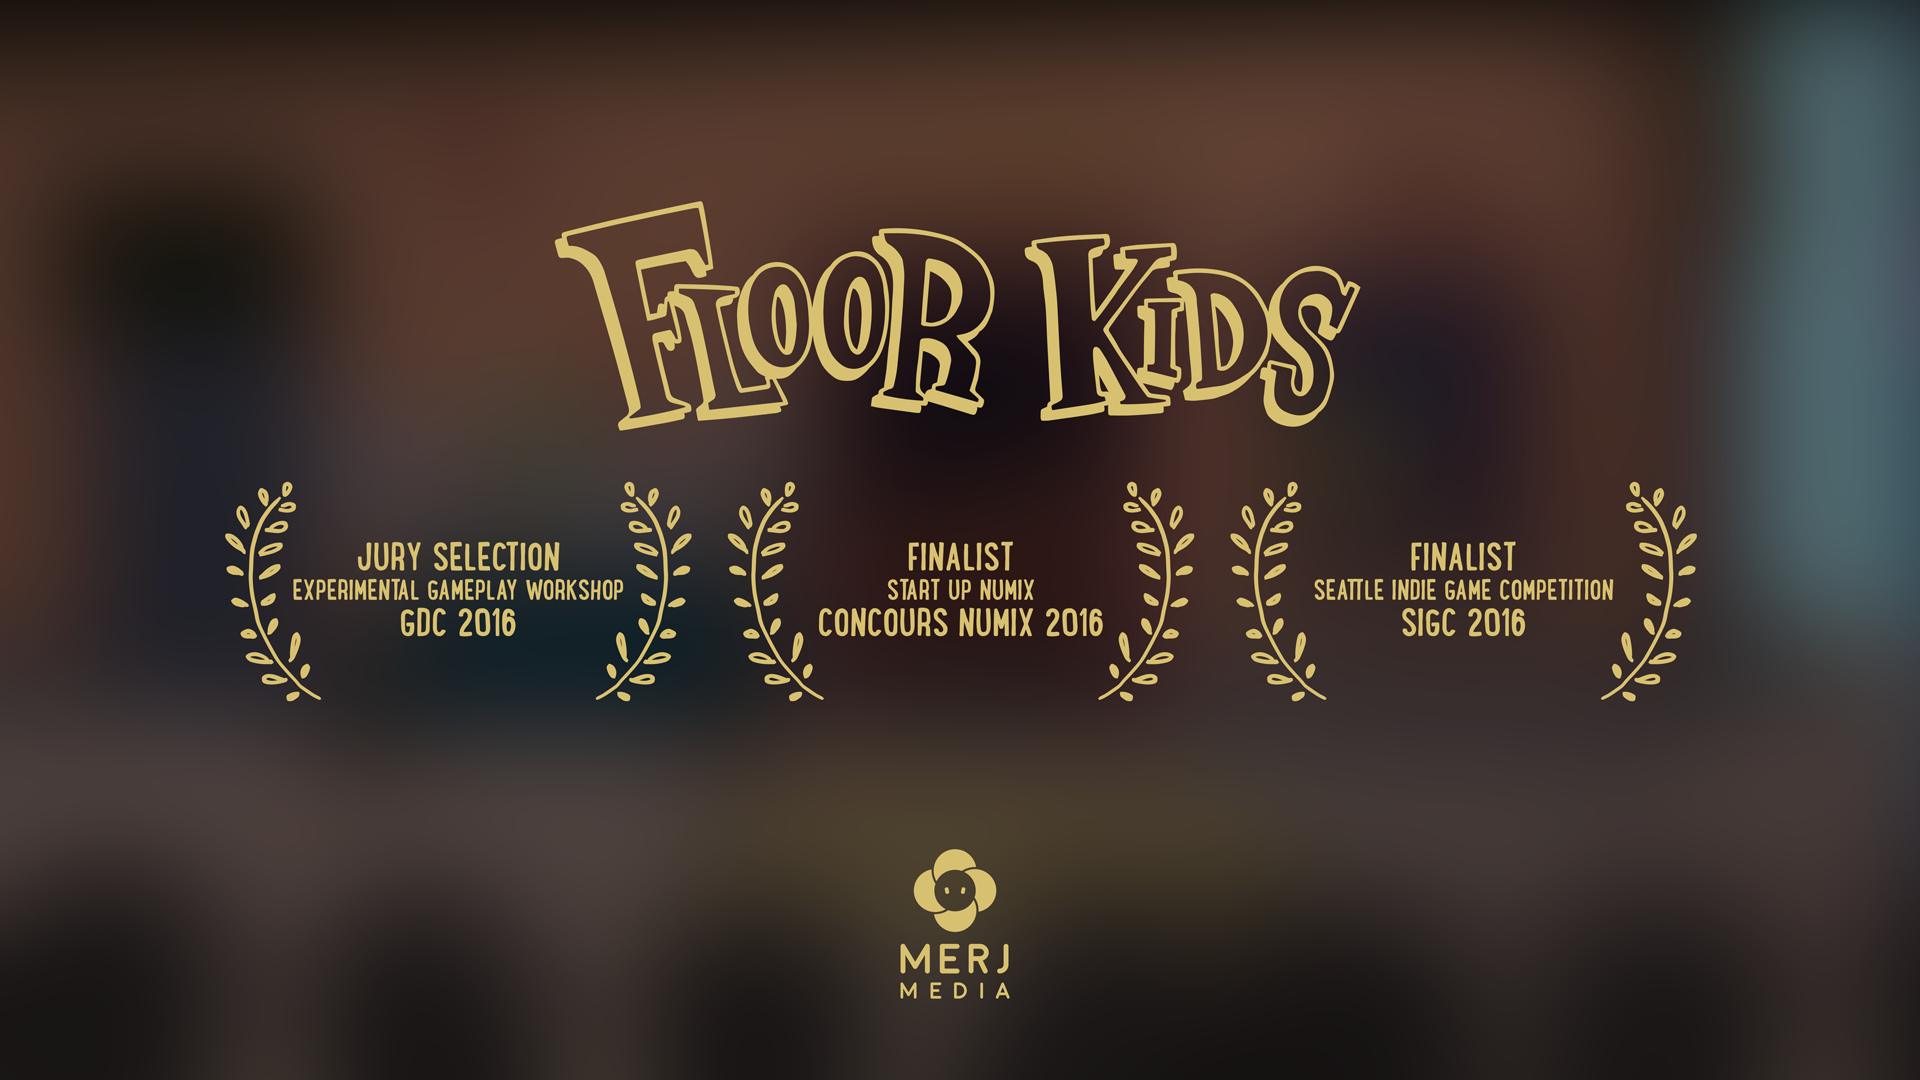 FLOOR KIDS
JURY SELECTION
EXPERIMENTAL GAMEPLAY WORKSHOP
GDC 2016
FINALIST
START UP NUMIX
CONCOURS NUMIX 2016
FINALIST
SEATTLE INDIE GAME COMPETITION
SIGC 2016
MERJ
MEDIA